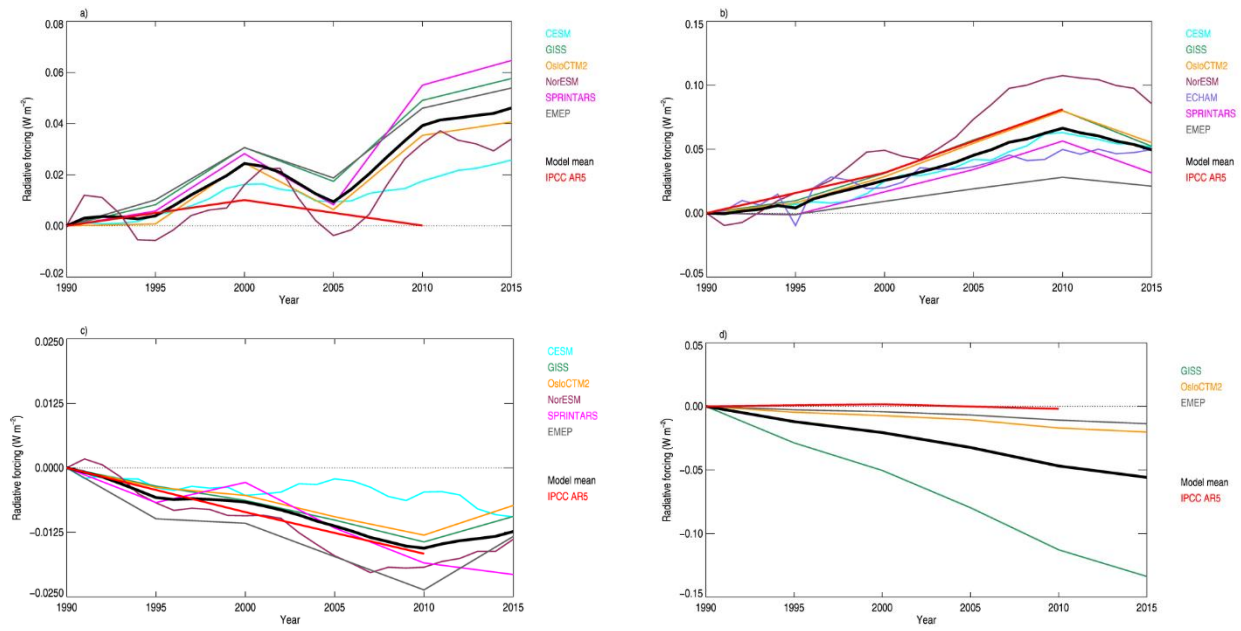 a)
Radiative forcing (W m⁻²)
0.08
0.06
0.04
0.02
0.00
−0.02
1990
1995
2000
2005
2010
2015
Year
CESM
GISS
OsloCTM2
NorESM
SPRINTARS
EMEP
Model mean
IPCC AR5
b)
Radiative forcing (W m⁻²)
0.15
0.10
0.05
0.00
−0.05
1990
1995
2000
2005
2010
2015
Year
CESM
GISS
OsloCTM2
NorESM
ECHAM
SPRINTARS
EMEP
Model mean
IPCC AR5
c)
Radiative forcing (W m⁻²)
0.0250
0.0125
0.0000
−0.0125
−0.0250
1990
1995
2000
2005
2010
2015
Year
CESM
GISS
OsloCTM2
NorESM
SPRINTARS
EMEP
Model mean
IPCC AR5
d)
Radiative forcing (W m⁻²)
0.05
0.00
−0.05
−0.10
−0.15
1990
1995
2000
2005
2010
2015
Year
GISS
OsloCTM2
EMEP
Model mean
IPCC AR5